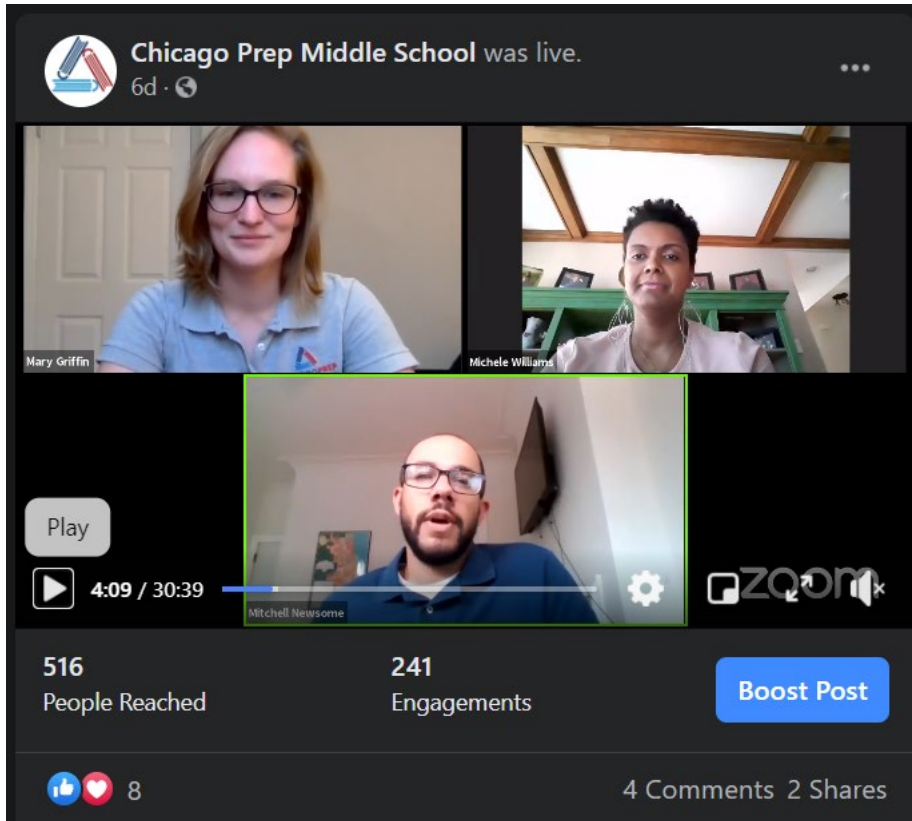 Chicago Prep Middle School was live.
6d ·
Mary Griffin
PREP
Michele Williams
Play
4:09 / 30:39
Mitchell Newsome
zoom
516
People Reached
241
Engagements
Boost Post
8
4 Comments 2 Shares